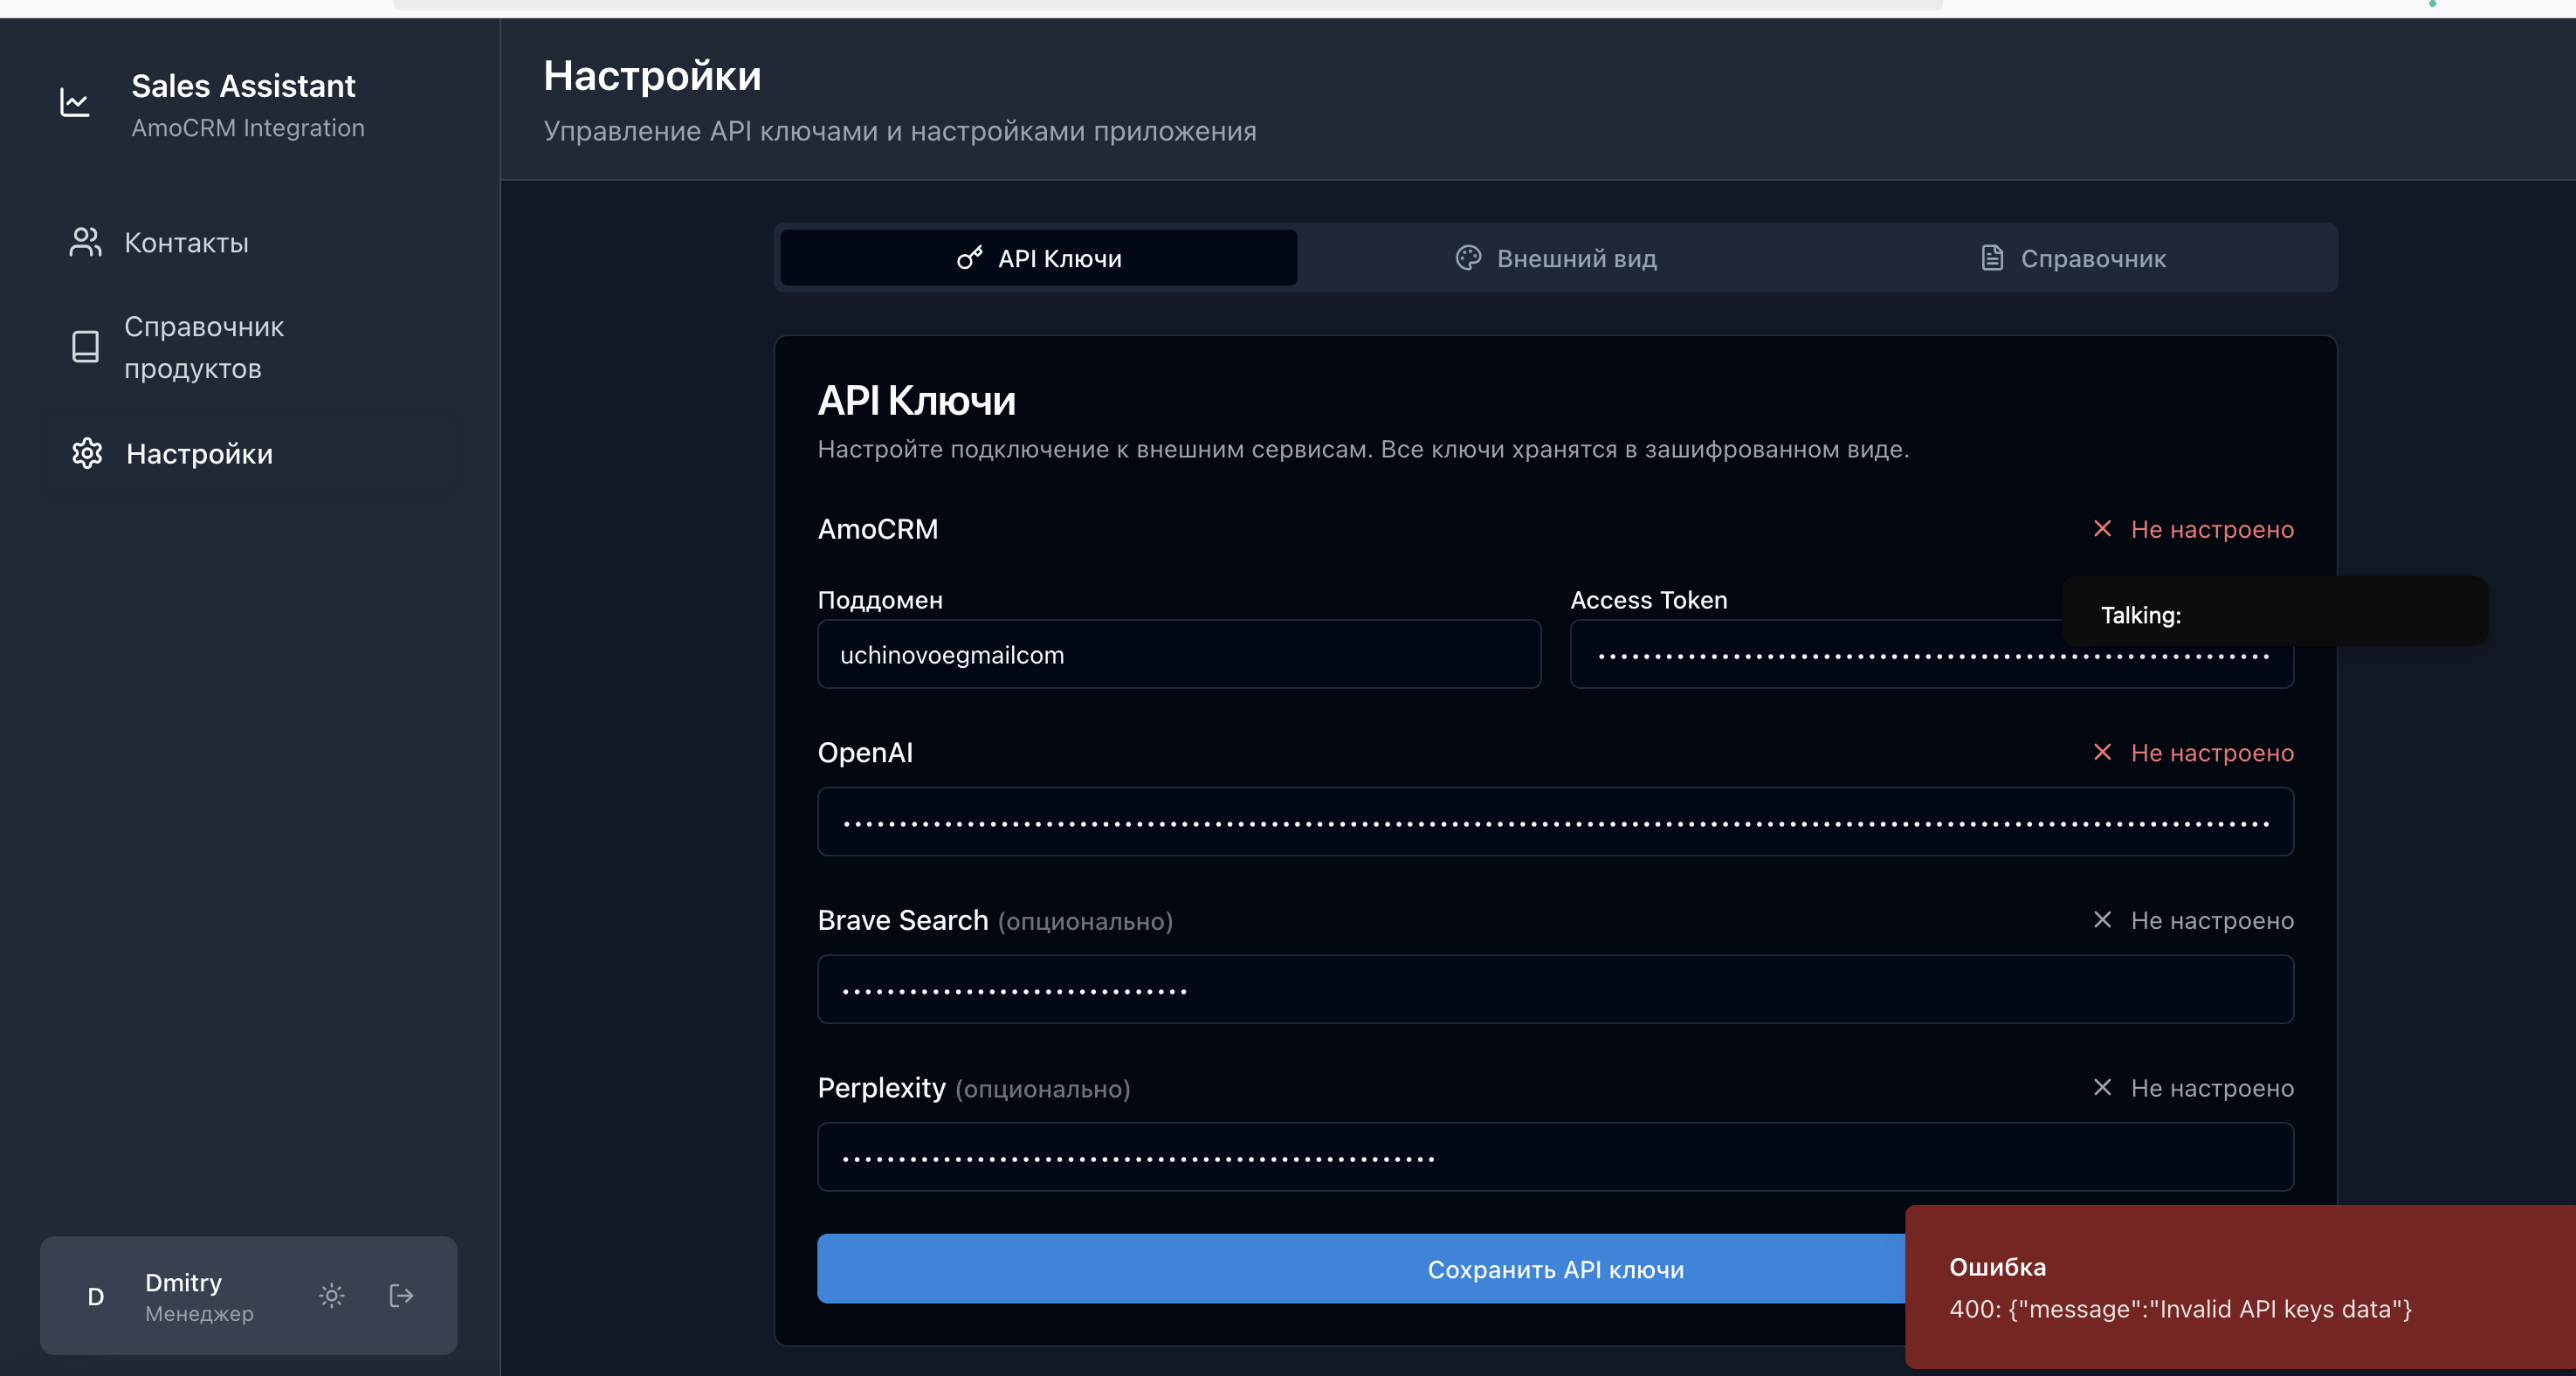 Sales Assistant
AmoCRM Integration
Контакты
Справочник
продуктов
Настройки
D
Dmitry
Менеджер
Настройки
Управление API ключами и настройками приложения
API Ключи
Внешний вид
Справочник
API Ключи
Настройте подключение к внешним сервисам. Все ключи хранятся в зашифрованном виде.
AmoCRM
Не настроено
Поддомен
Access Token
Talking:
uchinovoegmailcom
OpenAI
Не настроено
Brave Search (опционально)
Не настроено
Perplexity (опционально)
Не настроено
Сохранить API ключи
Ошибка
400: {"message":"Invalid API keys data"}